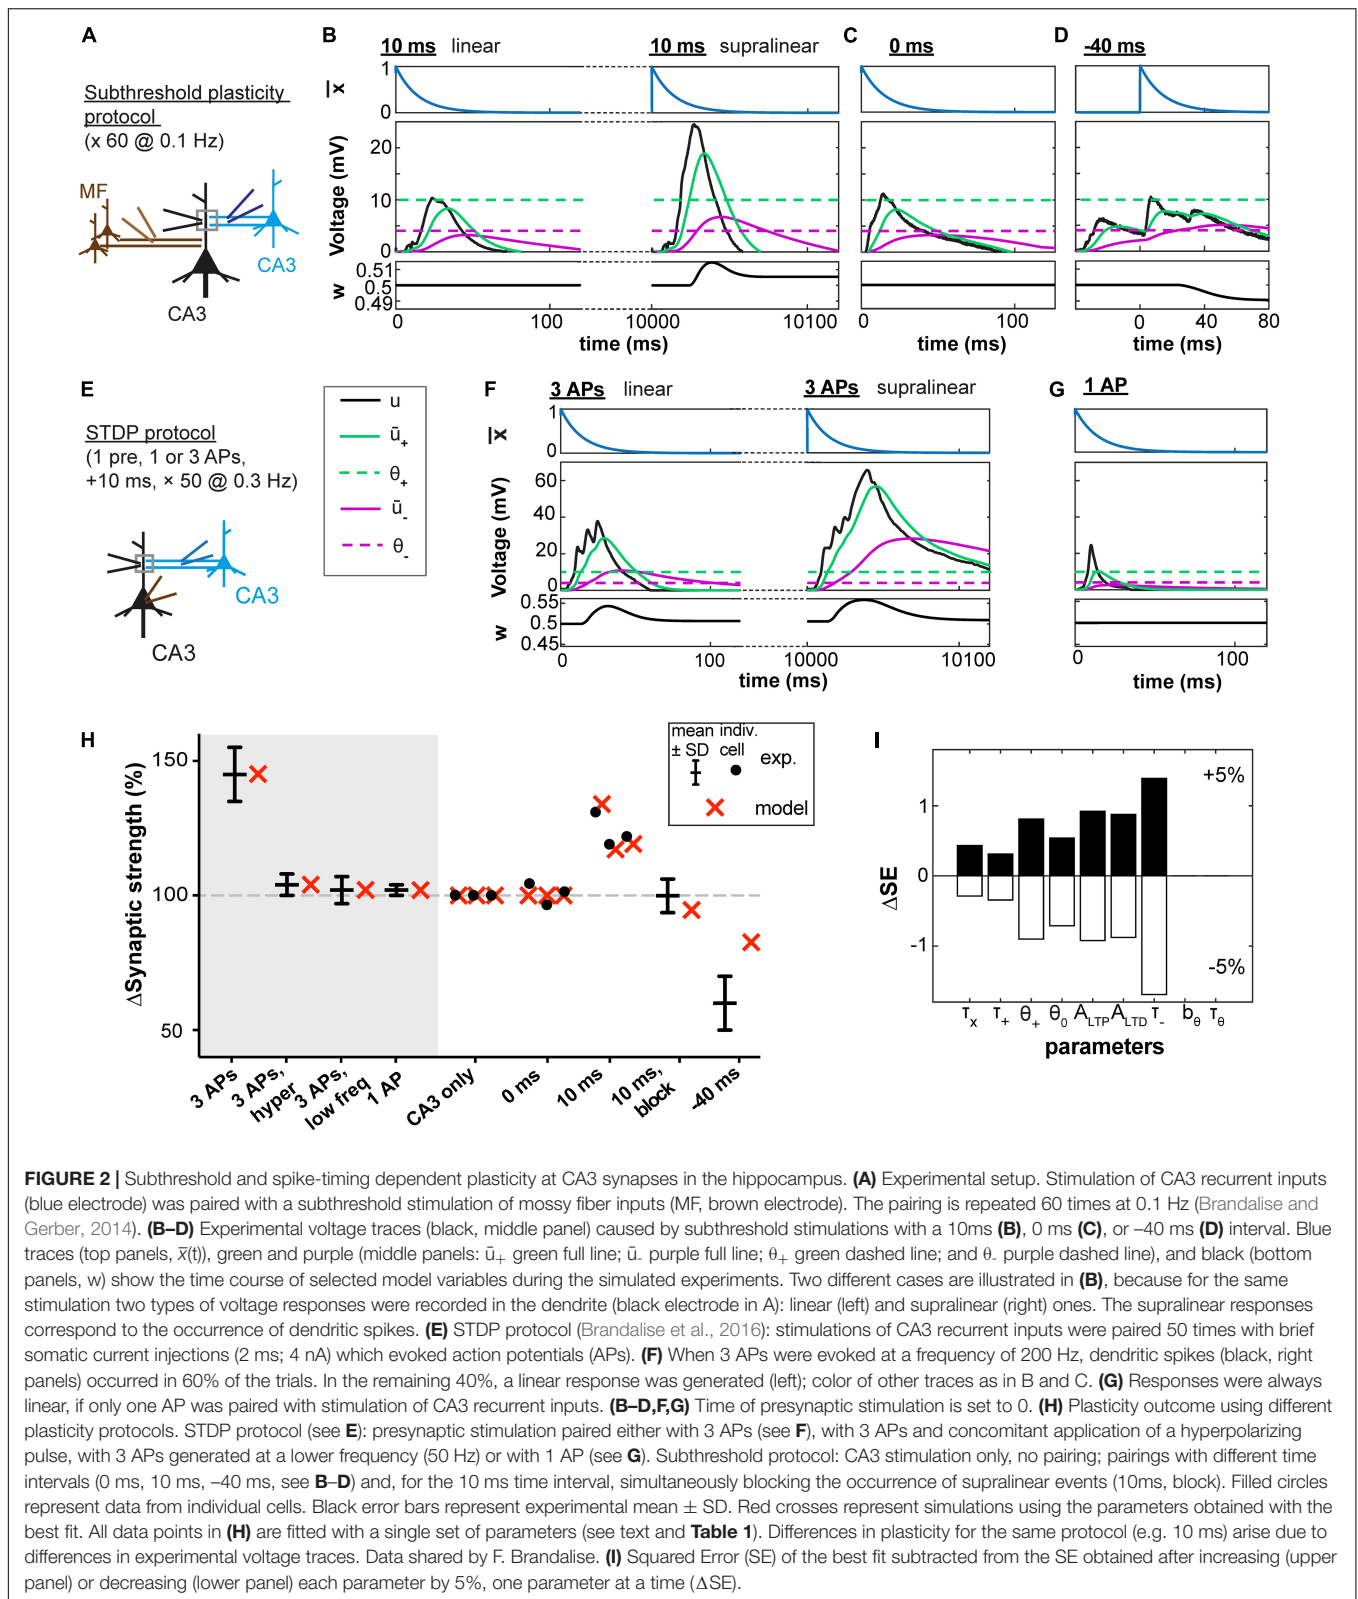 A
Subthreshold plasticity
protocol
(x 60 @ 0.1 Hz)
MF
CA3
CA3
B
10 ms linear
10 ms supralinear
C
0 ms
D
-40 ms
x̄
1
0
Voltage (mV)
20
10
0
w
0.51
0.5
0.49
0 100 10000 10100
time (ms)
0 100
time (ms)
0 40 80
time (ms)
E
STDP protocol
(1 pre, 1 or 3 APs,
+10 ms, × 50 @ 0.3 Hz)
CA3
CA3
u
ū₊
θ₊
ū₋
θ₋
F
3 APs linear
3 APs supralinear
G
1 AP
x̄
1
0
Voltage (mV)
60
40
20
0
w
0.55
0.5
0.45
0 100 10000 10100
time (ms)
0 100
time (ms)
H
ΔSynaptic strength (%)
150
100
50
3 APs
3 APs, hyper
3 APs, low freq
1 AP
CA3 only
0 ms
10 ms
10 ms, block
-40 ms
mean indiv.
± SD cell
exp.
model
I
ΔSE
1
0
-1
+5%
-5%
τx τ+ θ+ θ0 ALTP ALTD τ- bθ τθ
parameters
FIGURE 2 | Subthreshold and spike-timing dependent plasticity at CA3 synapses in the hippocampus. (A) Experimental setup. Stimulation of CA3 recurrent inputs
(blue electrode) was paired with a subthreshold stimulation of mossy fiber inputs (MF, brown electrode). The pairing is repeated 60 times at 0.1 Hz (Brandalise and
Gerber, 2014). (B–D) Experimental voltage traces (black, middle panel) caused by subthreshold stimulations with a 10ms (B), 0 ms (C), or –40 ms (D) interval. Blue
traces (top panels, x̄(t)), green and purple (middle panels: ū₊ green full line; ū₋ purple full line; θ₊ green dashed line; and θ₋ purple dashed line), and black (bottom
panels, w) show the time course of selected model variables during the simulated experiments. Two different cases are illustrated in (B), because for the same
stimulation two types of voltage responses were recorded in the dendrite (black electrode in A): linear (left) and supralinear (right) ones. The supralinear responses
correspond to the occurrence of dendritic spikes. (E) STDP protocol (Brandalise et al., 2016): stimulations of CA3 recurrent inputs were paired 50 times with brief
somatic current injections (2 ms; 4 nA) which evoked action potentials (APs). (F) When 3 APs were evoked at a frequency of 200 Hz, dendritic spikes (black, right
panels) occurred in 60% of the trials. In the remaining 40%, a linear response was generated (left); color of other traces as in B and C. (G) Responses were always
linear, if only one AP was paired with stimulation of CA3 recurrent inputs. (B–D,F,G) Time of presynaptic stimulation is set to 0. (H) Plasticity outcome using different
plasticity protocols. STDP protocol (see E): presynaptic stimulation paired either with 3 APs (see F), with 3 APs and concomitant application of a hyperpolarizing
pulse, with 3 APs generated at a lower frequency (50 Hz) or with 1 AP (see G). Subthreshold protocol: CA3 stimulation only, no pairing; pairings with different time
intervals (0 ms, 10 ms, –40 ms, see B–D) and, for the 10 ms time interval, simultaneously blocking the occurrence of supralinear events (10ms, block). Filled circles
represent data from individual cells. Black error bars represent experimental mean ± SD. Red crosses represent simulations using the parameters obtained with the
best fit. All data points in (H) are fitted with a single set of parameters (see text and Table 1). Differences in plasticity for the same protocol (e.g. 10 ms) arise due to
differences in experimental voltage traces. Data shared by F. Brandalise. (I) Squared Error (SE) of the best fit subtracted from the SE obtained after increasing (upper
panel) or decreasing (lower panel) each parameter by 5%, one parameter at a time (ΔSE).